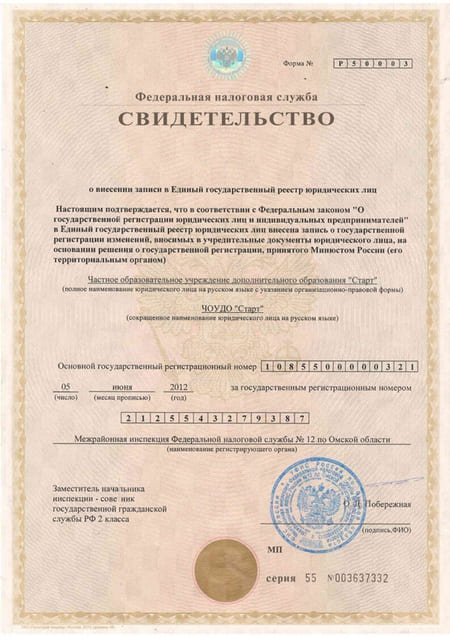 Форма №
Р 5 0 0 0 3
Федеральная налоговая служба
СВИДЕТЕЛЬСТВО
о внесении записи в Единый государственный реестр юридических лиц
Настоящим подтверждается, что в соответствии с Федеральным законом "О
государственной регистрации юридических лиц и индивидуальных предпринимателей"
в Единый государственный реестр юридических лиц внесена запись о государственной
регистрации изменений, вносимых в учредительные документы юридического лица, на
основании решения о государственной регистрации, принятого Минюстом России (его
территориальным органом)
Частное образовательное учреждение дополнительного образования "Старт"
(полное наименование юридического лица на русском языке с указанием организационно-правовой формы)
ЧОУДО "Старт"
(сокращенное наименование юридического лица на русском языке)
Основной государственный регистрационный номер 1 0 8 5 5 0 0 0 0 0 3 2 1
05 июня 2012 за государственным регистрационным номером
(число) (месяц прописью) (год)
2 1 2 5 5 4 3 2 7 9 3 8 7
Межрайонная инспекция Федеральной налоговой службы № 12 по Омской области
(наименование регистрирующего органа)
Заместитель начальника
инспекции - советник
государственной гражданской
службы РФ 2 класса
Побережная
(подпись,ФИО)
МП
серия 55 №003637332